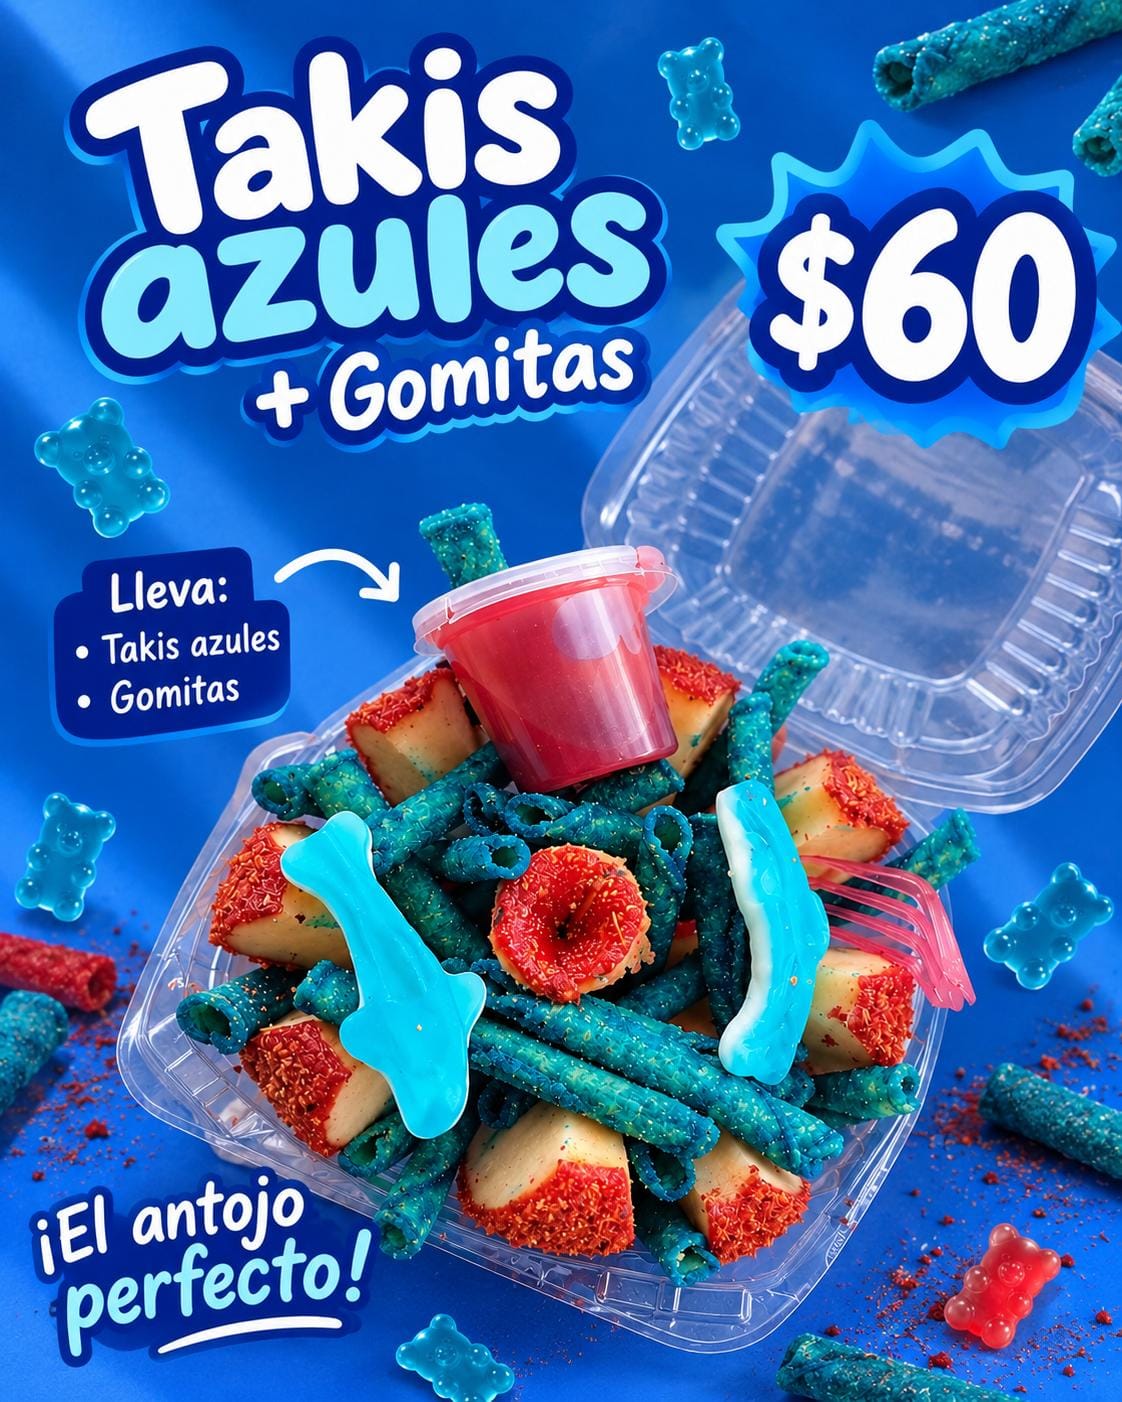 Takis
azules
+ Gomitas
$60
Lleva:
• Takis azules
• Gomitas
¡El antojo
perfecto!